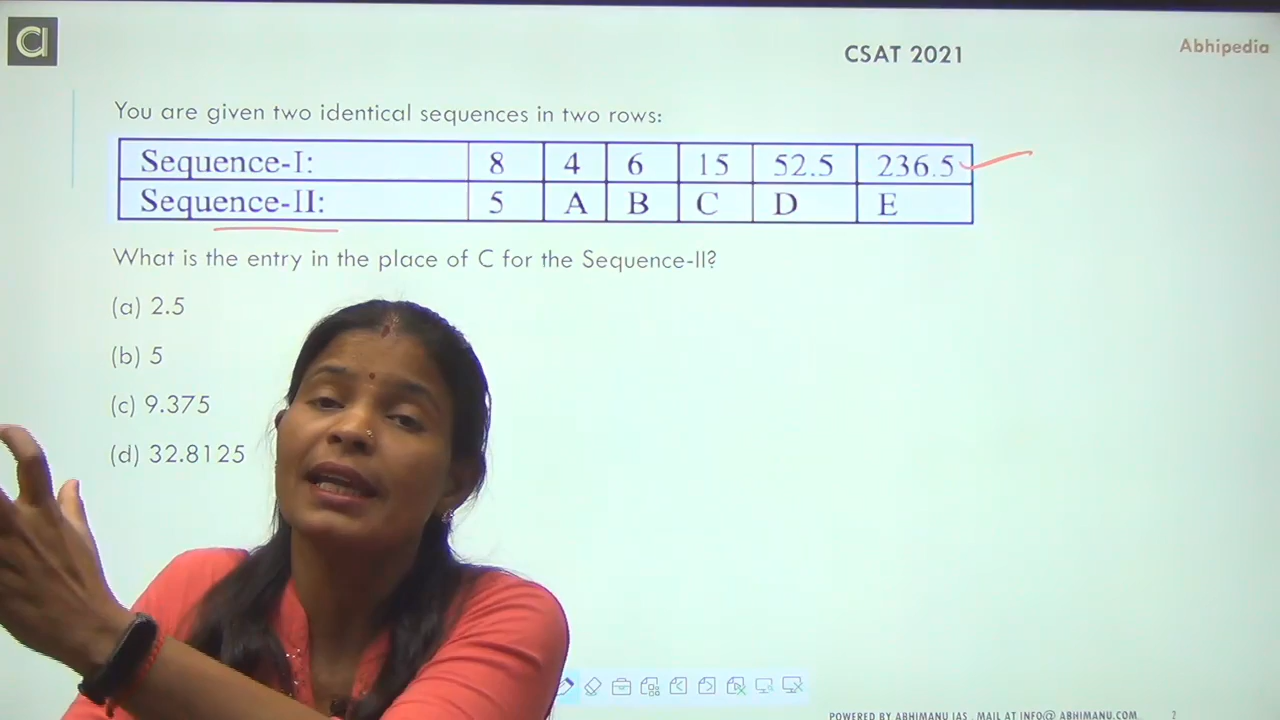 CSAT 2021
Abhipedia
You are given two identical sequences in two rows:
Sequence-I: 8 4 6 15 52.5 236.5
Sequence-II: 5 A B C D E
What is the entry in the place of C for the Sequence-II?
(a) 2.5
(b) 5
(c) 9.375
(d) 32.8125
POWERED BY ABHIMANU IAS . MAIL AT INFO@ ABHIMANU.COM 2